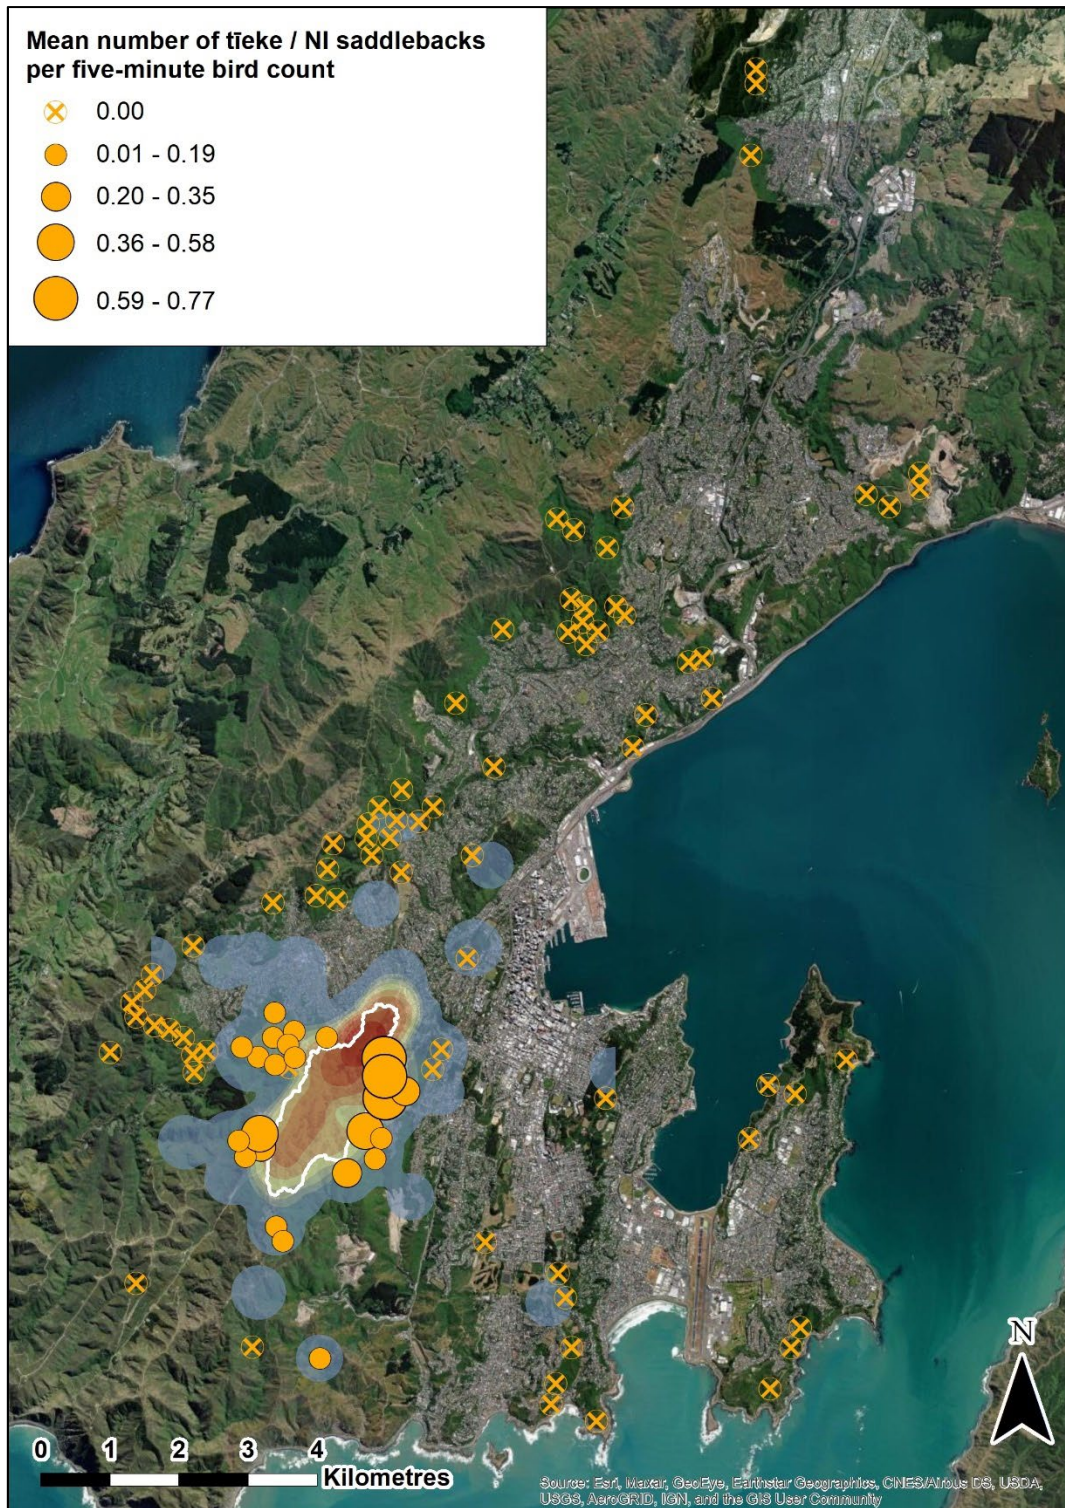 Mean number of tīeke / NI saddlebacks
per five-minute bird count
0.00
0.01 - 0.19
0.20 - 0.35
0.36 - 0.58
0.59 - 0.77
N
0 1 2 3 4
Kilometres
Source: Esri, Maxar, GeoEye, Earthstar Geographics, CNES/Airbus DS, USDA,
USGS, AeroGRID, IGN, and the GIS User Community